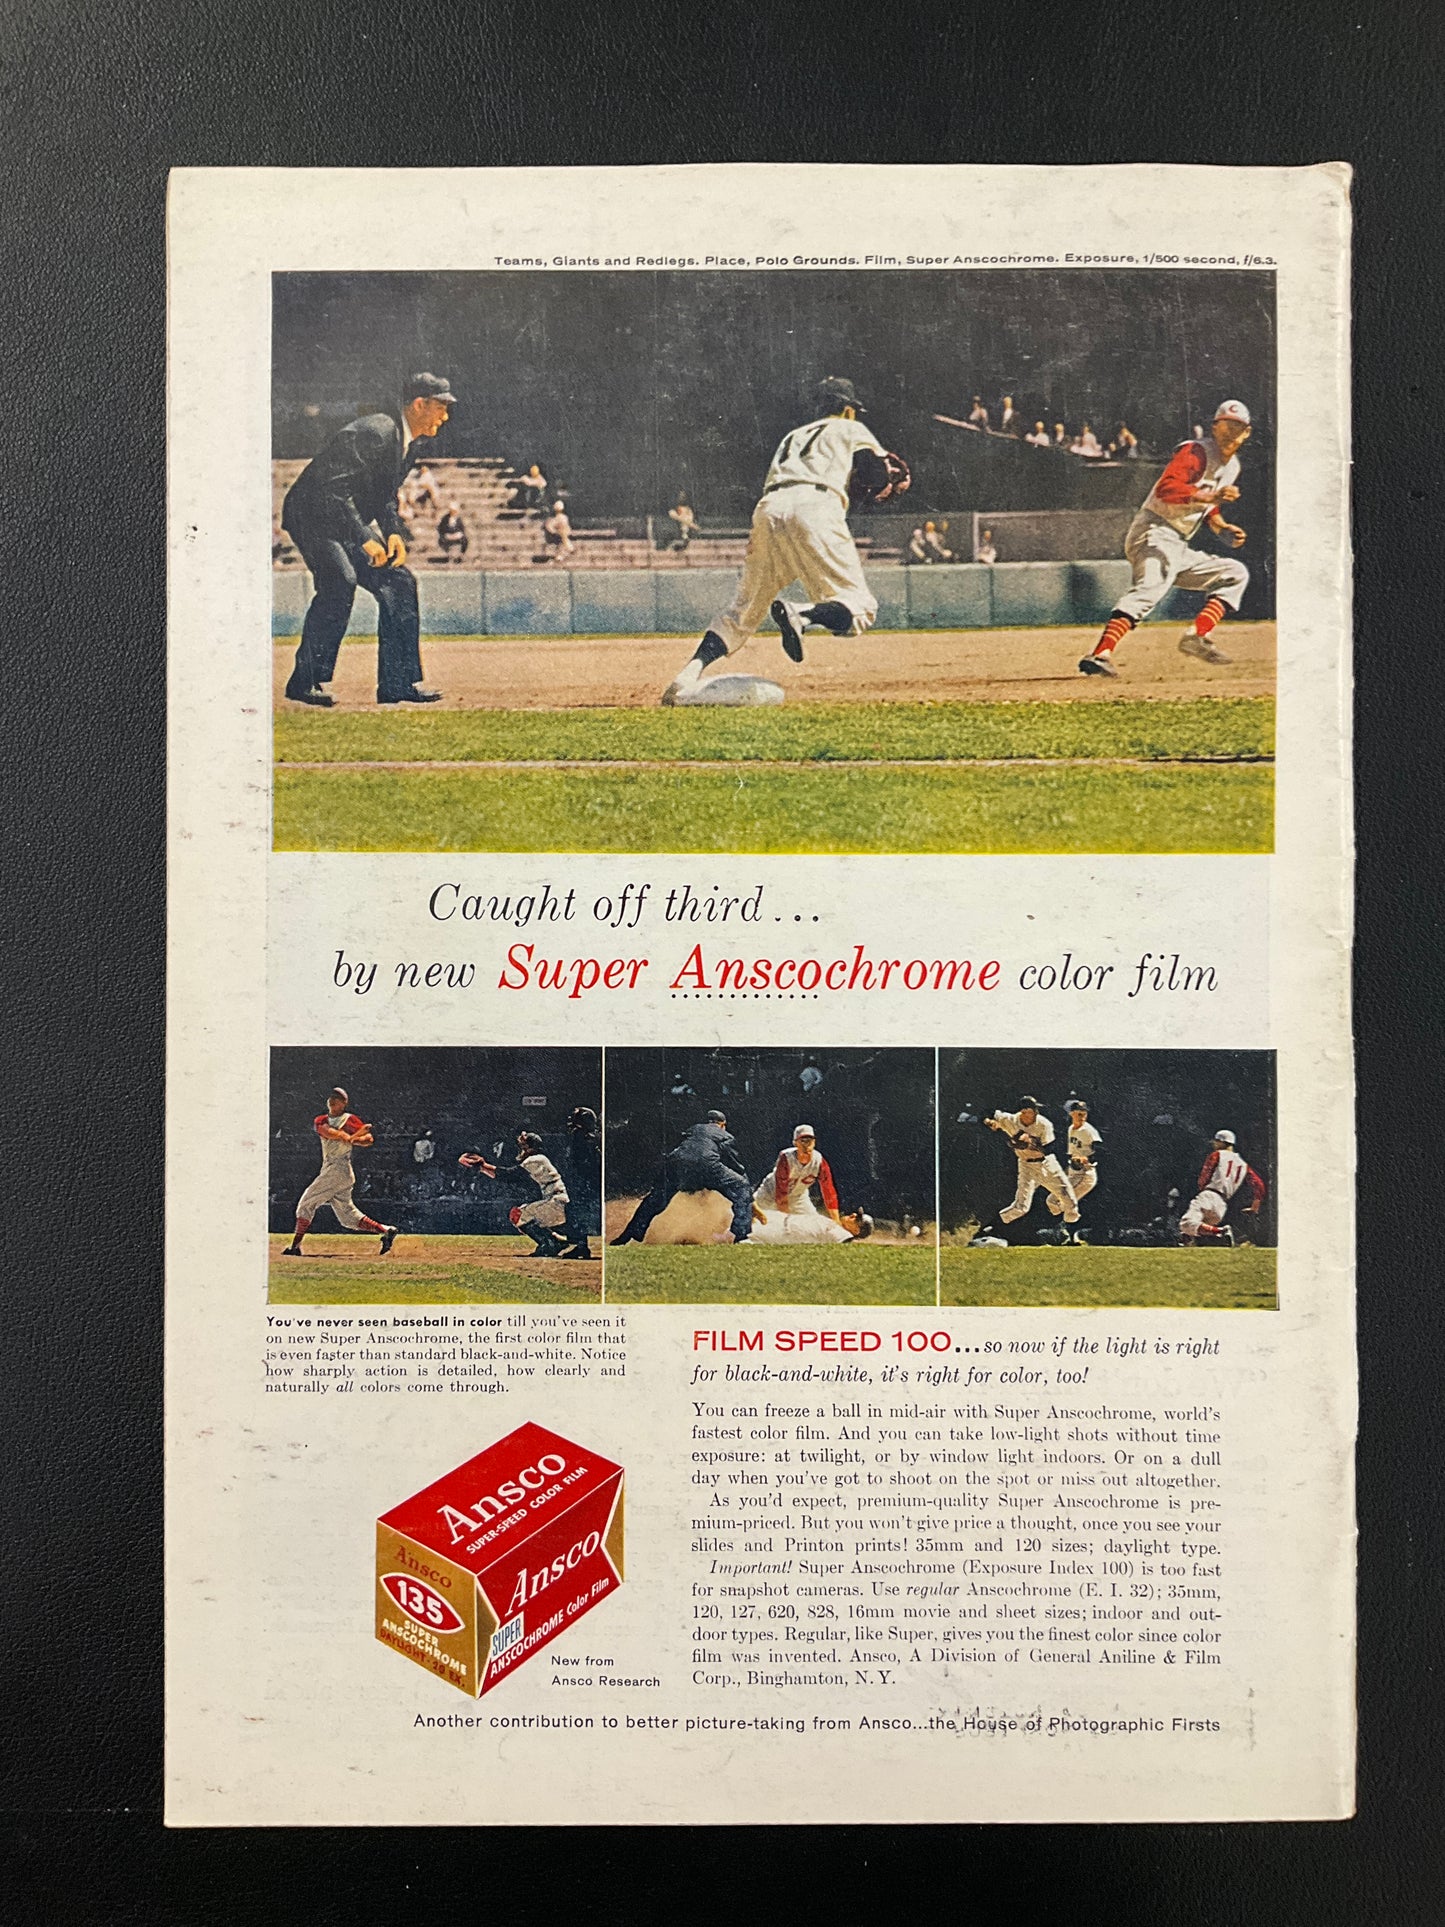 Teams, Giants and Redlegs. Place, Polo Grounds. Film, Super Anscochrome. Exposure, 1/500 second, f/6.3.
17
C
Caught off third...
by new Super Anscochrome color film
11
You've never seen baseball in color till you've seen it
on new Super Anscochrome, the first color film that
is even faster than standard black-and-white. Notice
how sharply action is detailed, how clearly and
naturally all colors come through.
Ansco
SUPER-SPEED COLOR FILM
Ansco
SUPER
ANSCOCHROME Color Film
Ansco
135
SUPER
ANSCOCHROME
DAYLIGHT-20 EX.
New from
Ansco Research
FILM SPEED 100...so now if the light is right
for black-and-white, it's right for color, too!
You can freeze a ball in mid-air with Super Anscochrome, world's
fastest color film. And you can take low-light shots without time
exposure: at twilight, or by window light indoors. Or on a dull
day when you've got to shoot on the spot or miss out altogether.
As you'd expect, premium-quality Super Anscochrome is pre-
mium-priced. But you won't give price a thought, once you see your
slides and Printon prints! 35mm and 120 sizes; daylight type.
Important! Super Anscochrome (Exposure Index 100) is too fast
for snapshot cameras. Use regular Anscochrome (E. I. 32); 35mm,
120, 127, 620, 828, 16mm movie and sheet sizes; indoor and out-
door types. Regular, like Super, gives you the finest color since color
film was invented. Ansco, A Division of General Aniline & Film
Corp., Binghamton, N. Y.
Another contribution to better picture-taking from Ansco...the House of Photographic Firsts